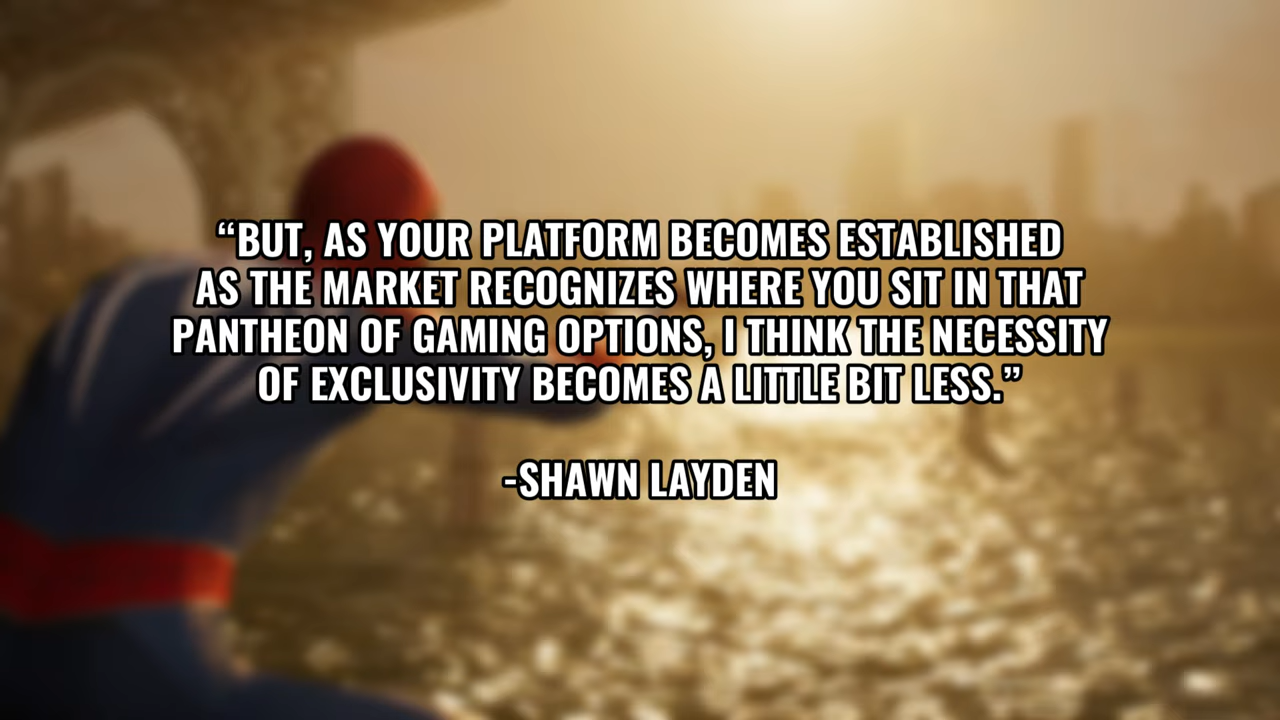 “BUT, AS YOUR PLATFORM BECOMES ESTABLISHED
AS THE MARKET RECOGNIZES WHERE YOU SIT IN THAT
PANTHEON OF GAMING OPTIONS, I THINK THE NECESSITY
OF EXCLUSIVITY BECOMES A LITTLE BIT LESS.”
-SHAWN LAYDEN